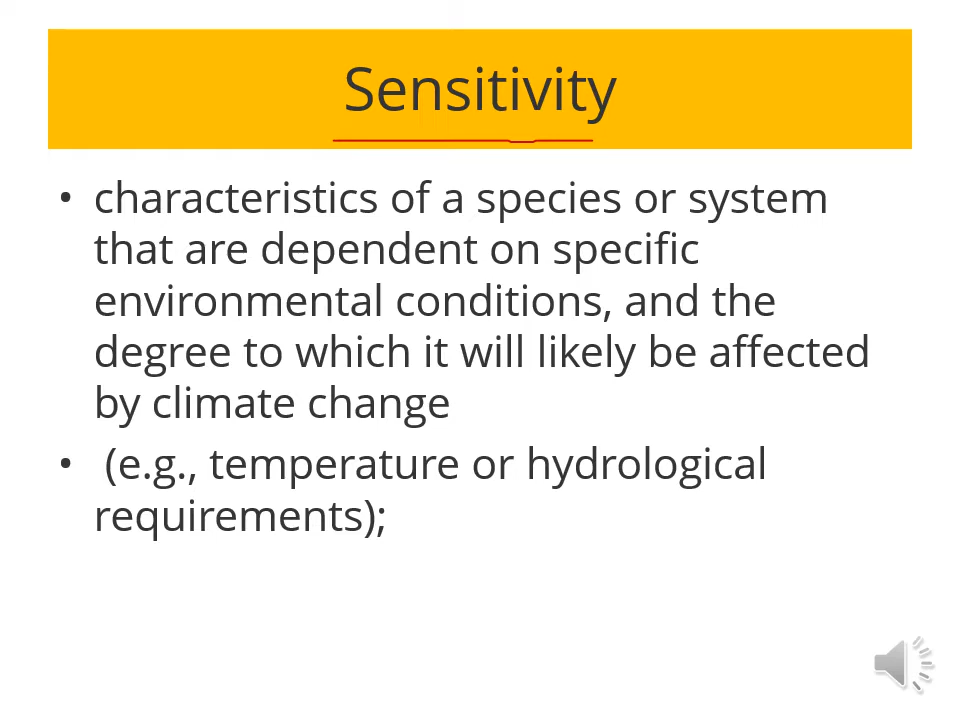 Sensitivity
• characteristics of a species or system
that are dependent on specific
environmental conditions, and the
degree to which it will likely be affected
by climate change
• (e.g., temperature or hydrological
requirements);